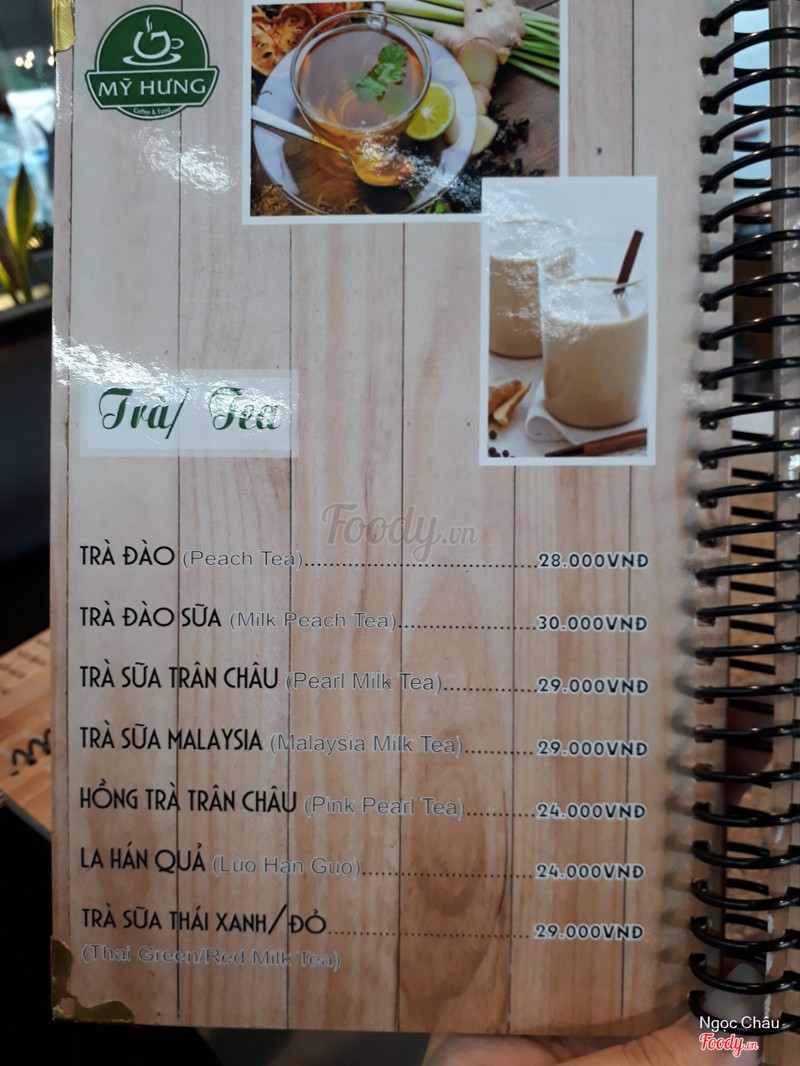 MỸ HƯNG
Coffee & Food
Trà/ Tea
Foody.vn
TRÀ ĐÀO (Peach Tea)..............................28.000VNĐ
TRÀ ĐÀO SỮA (Milk Peach Tea)..................30.000VNĐ
TRÀ SỮA TRÂN CHÂU (Pearl Milk Tea)............29.000VNĐ
TRÀ SỮA MALAYSIA (Malaysia Milk Tea).........29.000VNĐ
HỒNG TRÀ TRÂN CHÂU (Pink Pearl Tea).........24.000VNĐ
LA HÁN QUẢ (Luo Han Guo).......................24.000VNĐ
TRÀ SỮA THÁI XANH/ĐỎ..........................29.000VNĐ
(Thai Green/Red Milk Tea)
Ngọc Châu
Foody.vn